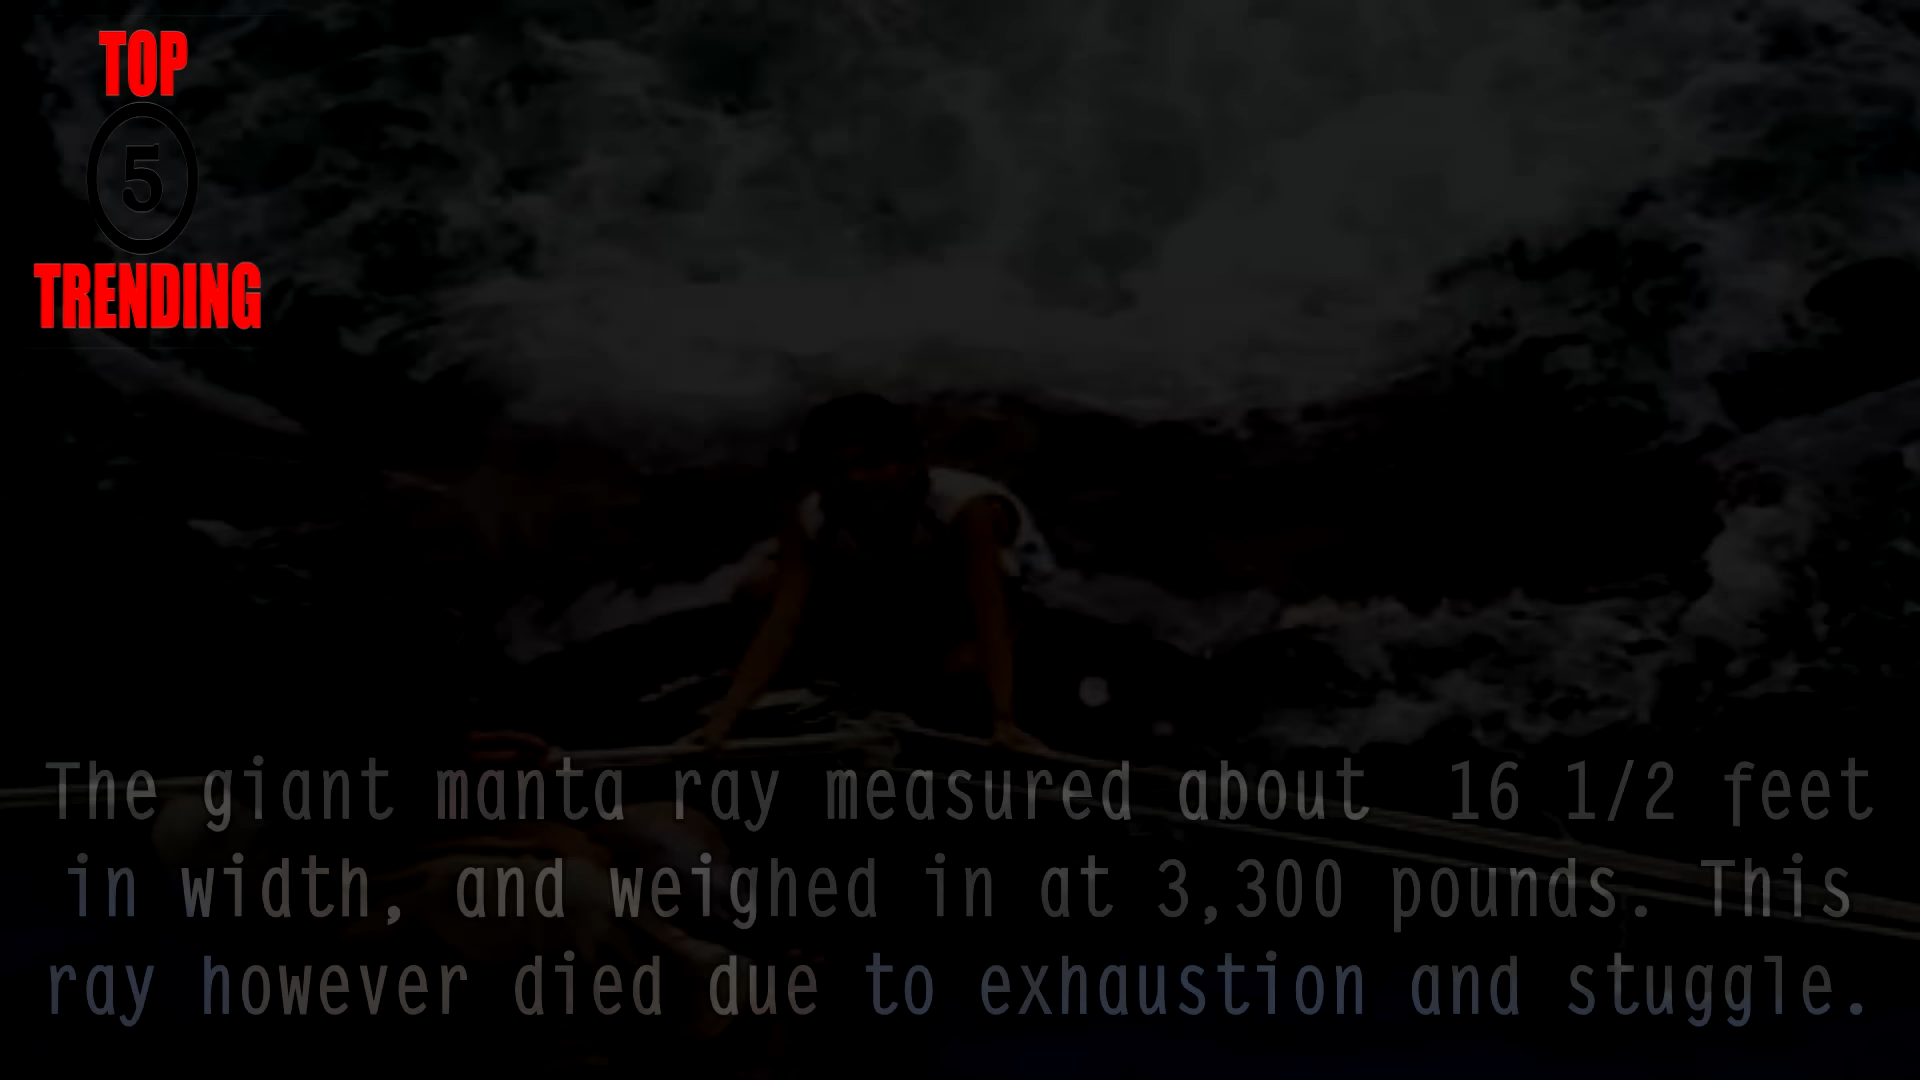 TOP
5
TRENDING
The giant manta ray measured about 16 1/2 feet
in width, and weighed in at 3,300 pounds. This
ray however died due to exhaustion and stuggle.